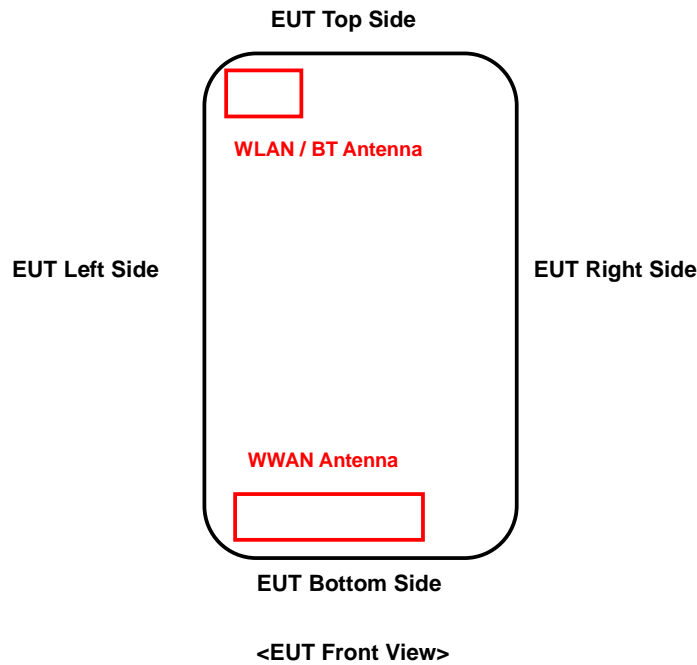 EUT Top Side
WLAN / BT Antenna
EUT Left Side
EUT Right Side
WWAN Antenna
EUT Bottom Side
<EUT Front View>